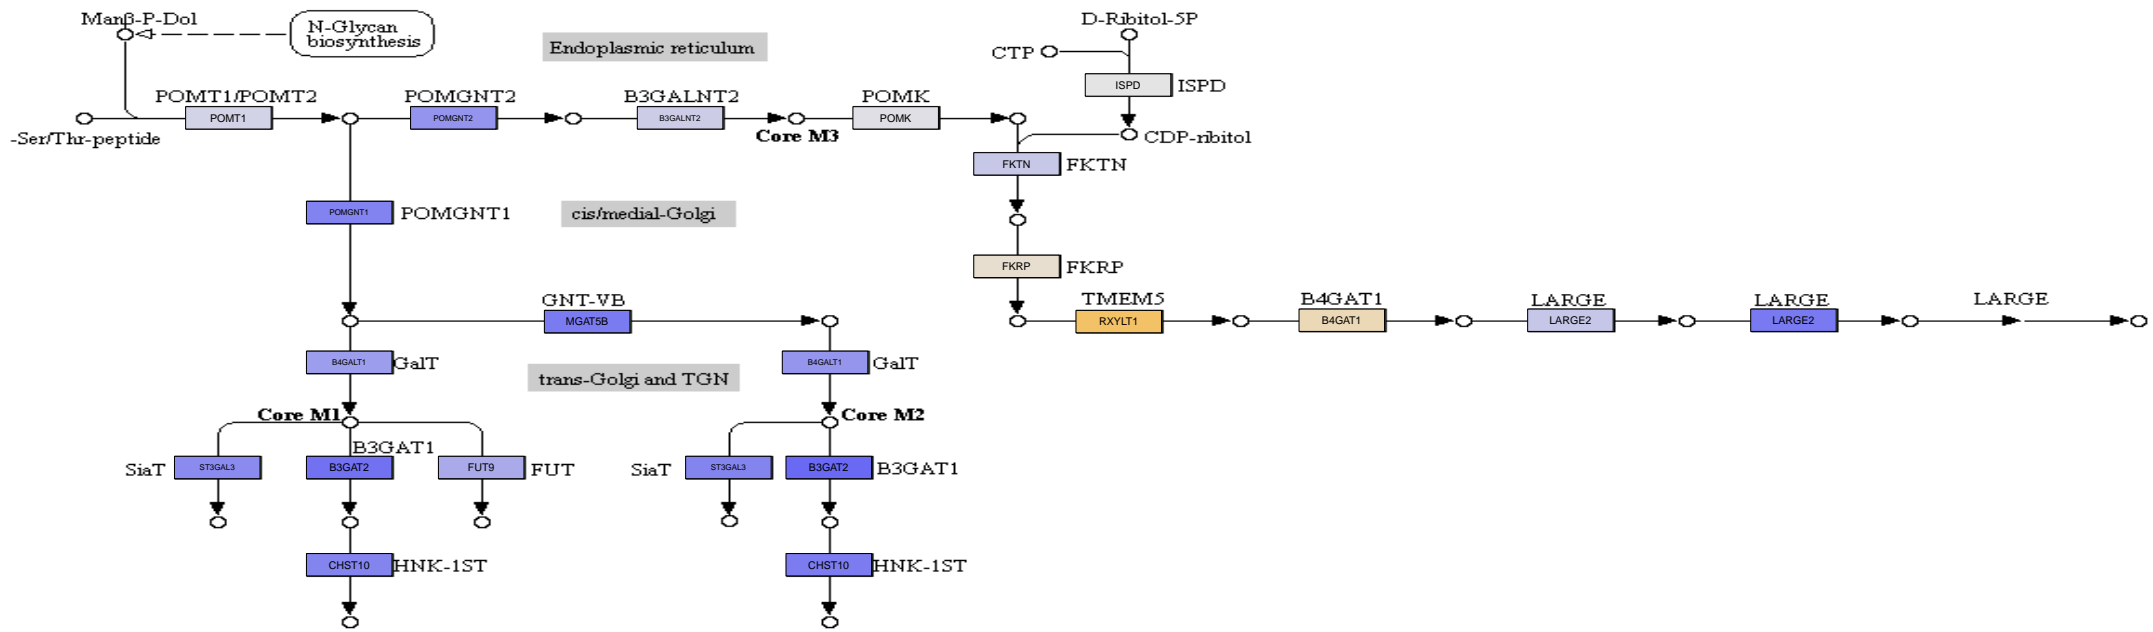 Manβ-P-Dol
N-Glycan
biosynthesis
Endoplasmic reticulum
D-Ribitol-5P
CTP
ISPD ISPD
POMT1/POMT2
POMGNT2
B3GALNT2
POMK
POMT1
POMGNT2
B3GALNT2
POMK
-Ser/Thr-peptide
Core M3
CDP-ribitol
FKTN FKTN
POMGNT1 POMGNT1
cis/medial-Golgi
FKRP FKRP
GNT-VB
TMEM5
B4GAT1
LARGE
LARGE
LARGE
MGAT5B
RXYLT1
B4GAT1
LARGE2
LARGE2
B4GALT1 GalT
B4GALT1 GalT
trans-Golgi and TGN
Core M1
Core M2
B3GAT1
SiaT ST3GAL3
B3GAT2
FUT9 FUT
SiaT ST3GAL3
B3GAT2 B3GAT1
CHST10 HNK-1ST
CHST10 HNK-1ST